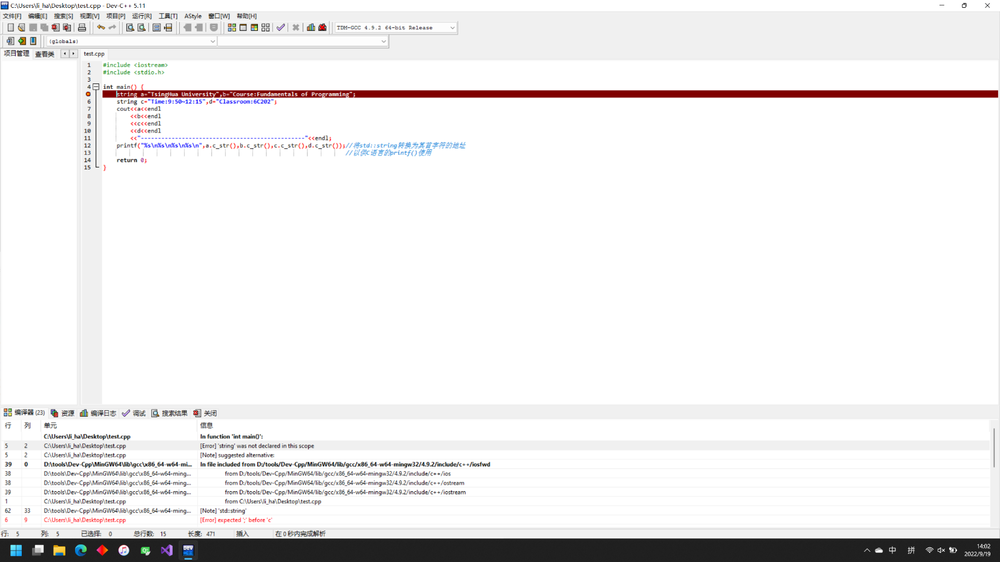 C:\Users\li_ha\Desktop\test.cpp - Dev-C++ 5.11
文件[F] 编辑[E] 搜索[S] 视图[V] 项目[P] 运行[R] 工具[T] AStyle 窗口[W] 帮助[H]
TDM-GCC 4.9.2 64-bit Release
(globals)
项目管理 查看类 test.cpp
1 #include <iostream>
2 #include <stdio.h>
3
4 int main() {
string a="TsingHua University",b="Course:Fundamentals of Programming";
6 string c="Time:9:50~12:15",d="Classroom:6C202";
7 cout<<a<<endl
8 <<b<<endl
9 <<c<<endl
10 <<d<<endl
11 <<"------------------------------------------------"<<endl;
12 printf("%s\n%s\n%s\n%s\n",a.c_str(),b.c_str(),c.c_str(),d.c_str());//将std::string转换为其首字符的地址
13 //以供C语言的printf()使用
14 return 0;
15 }
编译器 (23) 资源 编译日志 调试 搜索结果 关闭
行 列 单元 信息
C:\Users\li_ha\Desktop\test.cpp In function 'int main()':
5 2 C:\Users\li_ha\Desktop\test.cpp [Error] 'string' was not declared in this scope
5 2 C:\Users\li_ha\Desktop\test.cpp [Note] suggested alternative:
39 0 D:\tools\Dev-Cpp\MinGW64\lib\gcc\x86_64-w64-mi... In file included from D:/tools/Dev-Cpp/MinGW64/lib/gcc/x86_64-w64-mingw32/4.9.2/include/c++/iosfwd
38 D:\tools\Dev-Cpp\MinGW64\lib\gcc\x86_64-w64-ming... from D:/tools/Dev-Cpp/MinGW64/lib/gcc/x86_64-w64-mingw32/4.9.2/include/c++/ios
38 D:\tools\Dev-Cpp\MinGW64\lib\gcc\x86_64-w64-ming... from D:/tools/Dev-Cpp/MinGW64/lib/gcc/x86_64-w64-mingw32/4.9.2/include/c++/ostream
39 D:\tools\Dev-Cpp\MinGW64\lib\gcc\x86_64-w64-ming... from D:/tools/Dev-Cpp/MinGW64/lib/gcc/x86_64-w64-mingw32/4.9.2/include/c++/iostream
1 C:\Users\li_ha\Desktop\test.cpp from C:\Users\li_ha\Desktop\test.cpp
62 33 D:\tools\Dev-Cpp\MinGW64\lib\gcc\x86_64-w64-ming... [Note] 'std::string'
6 9 C:\Users\li_ha\Desktop\test.cpp [Error] expected ';' before 'c'
行: 5 列: 5 已选择: 0 总行数: 15 长度: 471 插入 在 0 秒内完成解析
DEV
中 拼 14:02
2022/9/19